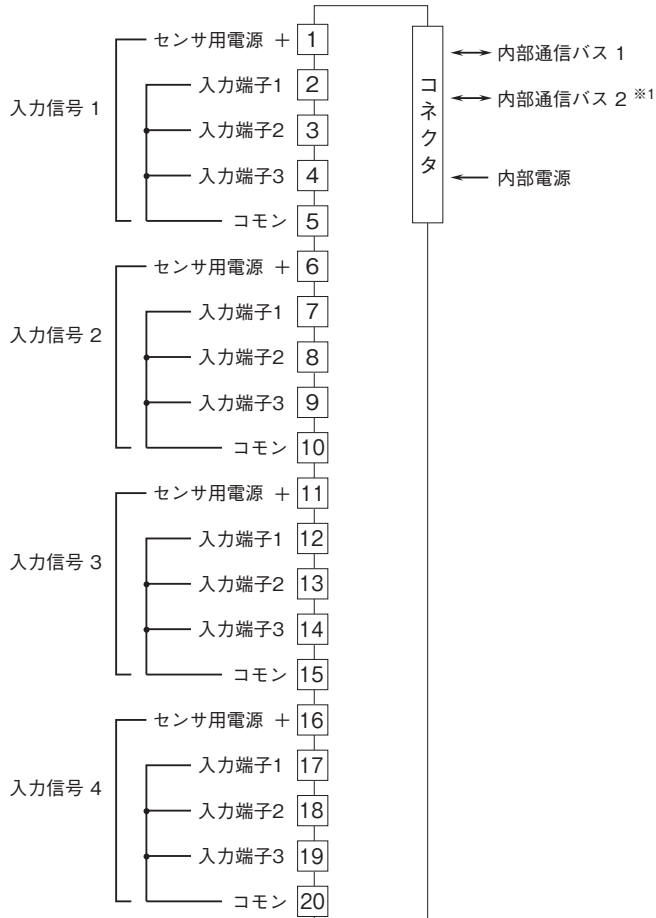 入力信号 1
センサ用電源 + 1
入力端子1 2
入力端子2 3
入力端子3 4
コモン 5
入力信号 2
センサ用電源 + 6
入力端子1 7
入力端子2 8
入力端子3 9
コモン 10
入力信号 3
センサ用電源 + 11
入力端子1 12
入力端子2 13
入力端子3 14
コモン 15
入力信号 4
センサ用電源 + 16
入力端子1 17
入力端子2 18
入力端子3 19
コモン 20
コネクタ
内部通信バス 1
内部通信バス 2 ※1
内部電源